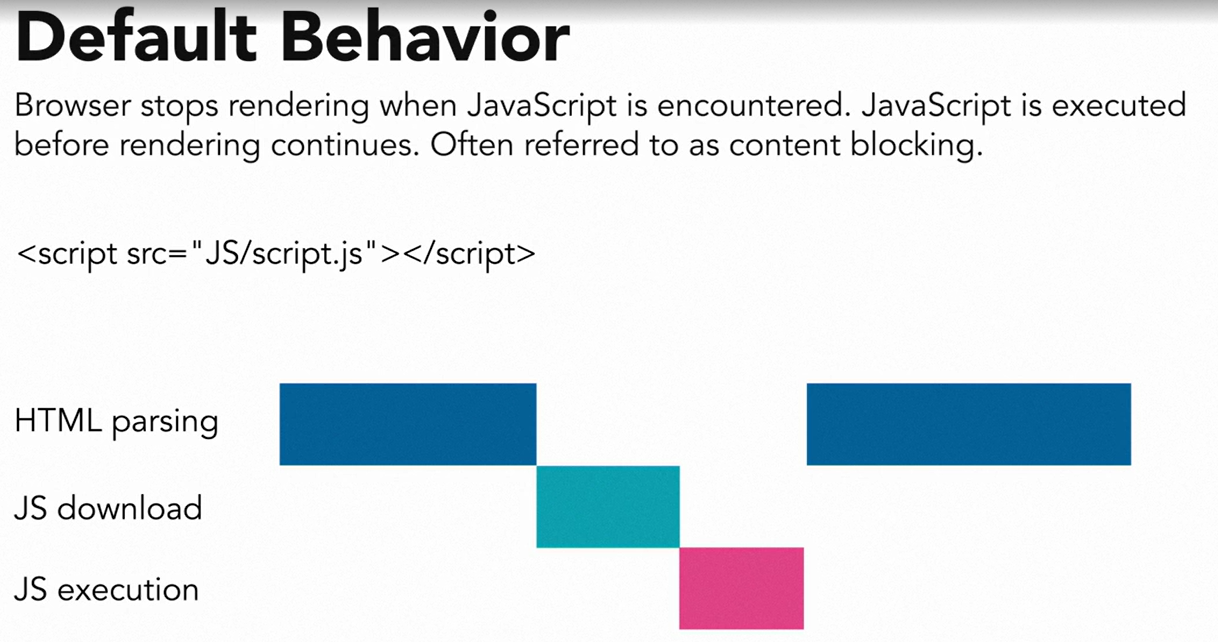 Default Behavior
Browser stops rendering when JavaScript is encountered. JavaScript is executed
before rendering continues. Often referred to as content blocking.
<script src="JS/script.js"></script>
HTML parsing
JS download
JS execution